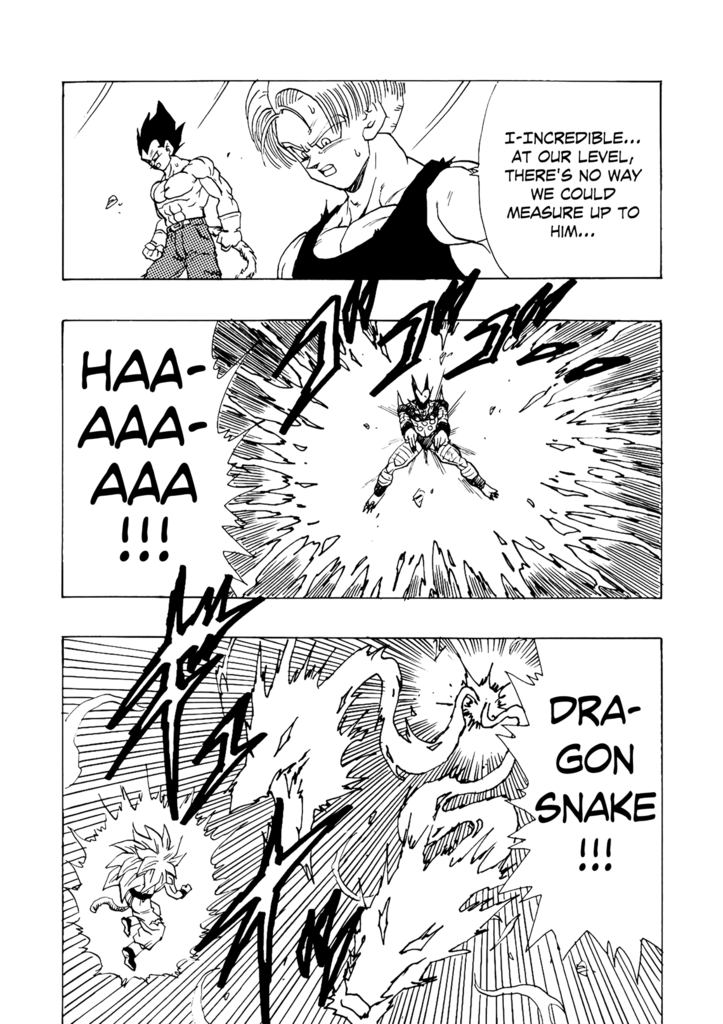 I-INCREDIBLE...
AT OUR LEVEL,
THERE'S NO WAY
WE COULD
MEASURE UP TO
HIM...
HAA-
AAA-
AAA
!!!
DRA-
GON
SNAKE
!!!